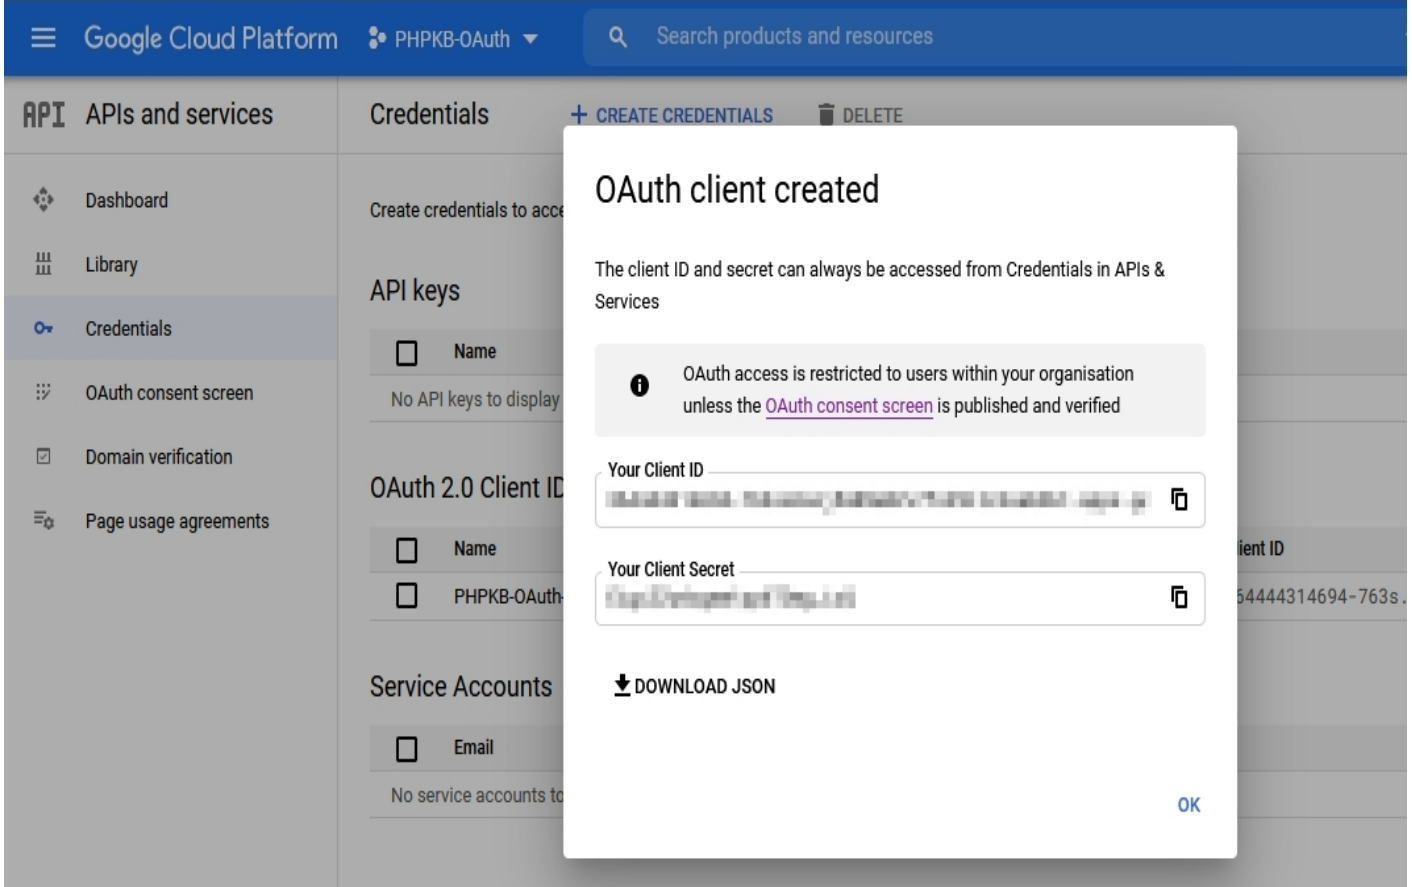 Google Cloud Platform PHPKB-OAuth Search products and resources
API APIs and services
Credentials + CREATE CREDENTIALS DELETE
Dashboard
Library
Credentials
OAuth consent screen
Domain verification
Page usage agreements
Create credentials to
API keys
Name
No API keys to display
OAuth 2.0 Client ID
Name
ient ID
PHPKB-OAuth-
64444314694-763s.
Service Accounts
Email
No service accounts to
OAuth client created
The client ID and secret can always be accessed from Credentials in APIs &
Services
OAuth access is restricted to users within your organisation
unless the OAuth consent screen is published and verified
Your Client ID
Your Client Secret
DOWNLOAD JSON
OK